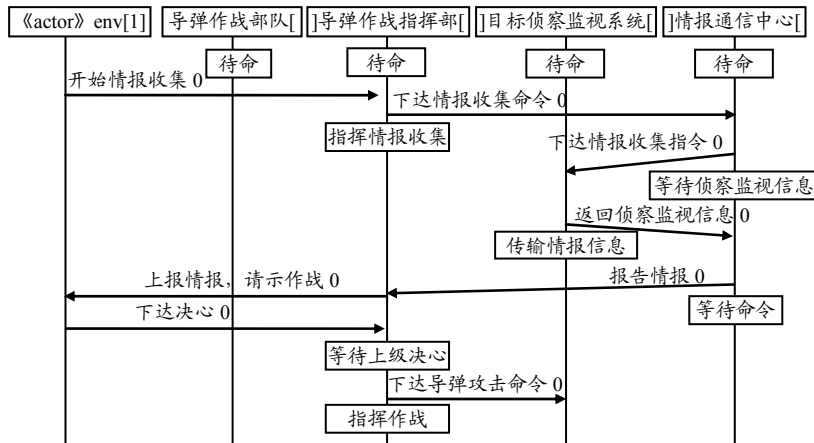 《actor》env[1]
导弹作战部队[
]导弹作战指挥部[
]目标侦察监视系统[
]情报通信中心[
待命
待命
待命
待命
开始情报收集 0
下达情报收集命令 0
指挥情报收集
下达情报收集指令 0
等待侦察监视信息
返回侦察监视信息 0
传输情报信息
报告情报 0
上报情报，请示作战 0
等待命令
下达决心 0
等待上级决心
下达导弹攻击命令 0
指挥作战